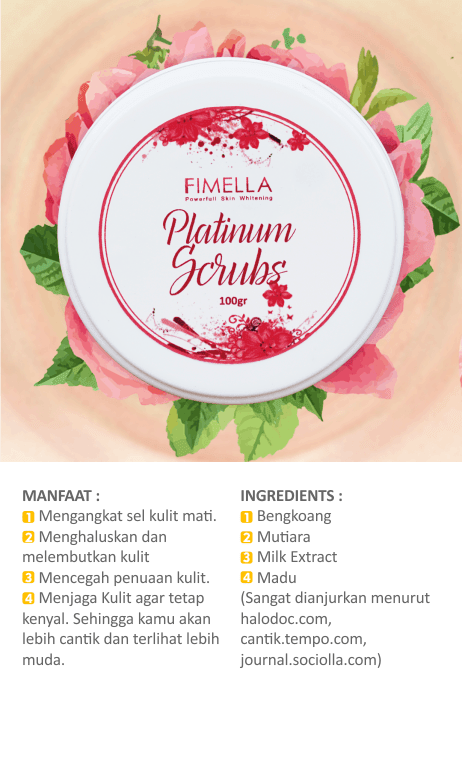 FIMELLA
Powerfull Skin Whitening
Platinum
Scrubs
100gr
MANFAAT :
1 Mengangkat sel kulit mati.
2 Menghaluskan dan
melembutkan kulit
3 Mencegah penuaan kulit.
4 Menjaga Kulit agar tetap
kenyal. Sehingga kamu akan
lebih cantik dan terlihat lebih
muda.
INGREDIENTS :
1 Bengkoang
2 Mutiara
3 Milk Extract
4 Madu
(Sangat dianjurkan menurut
halodoc.com,
cantik.tempo.com,
journal.sociolla.com)